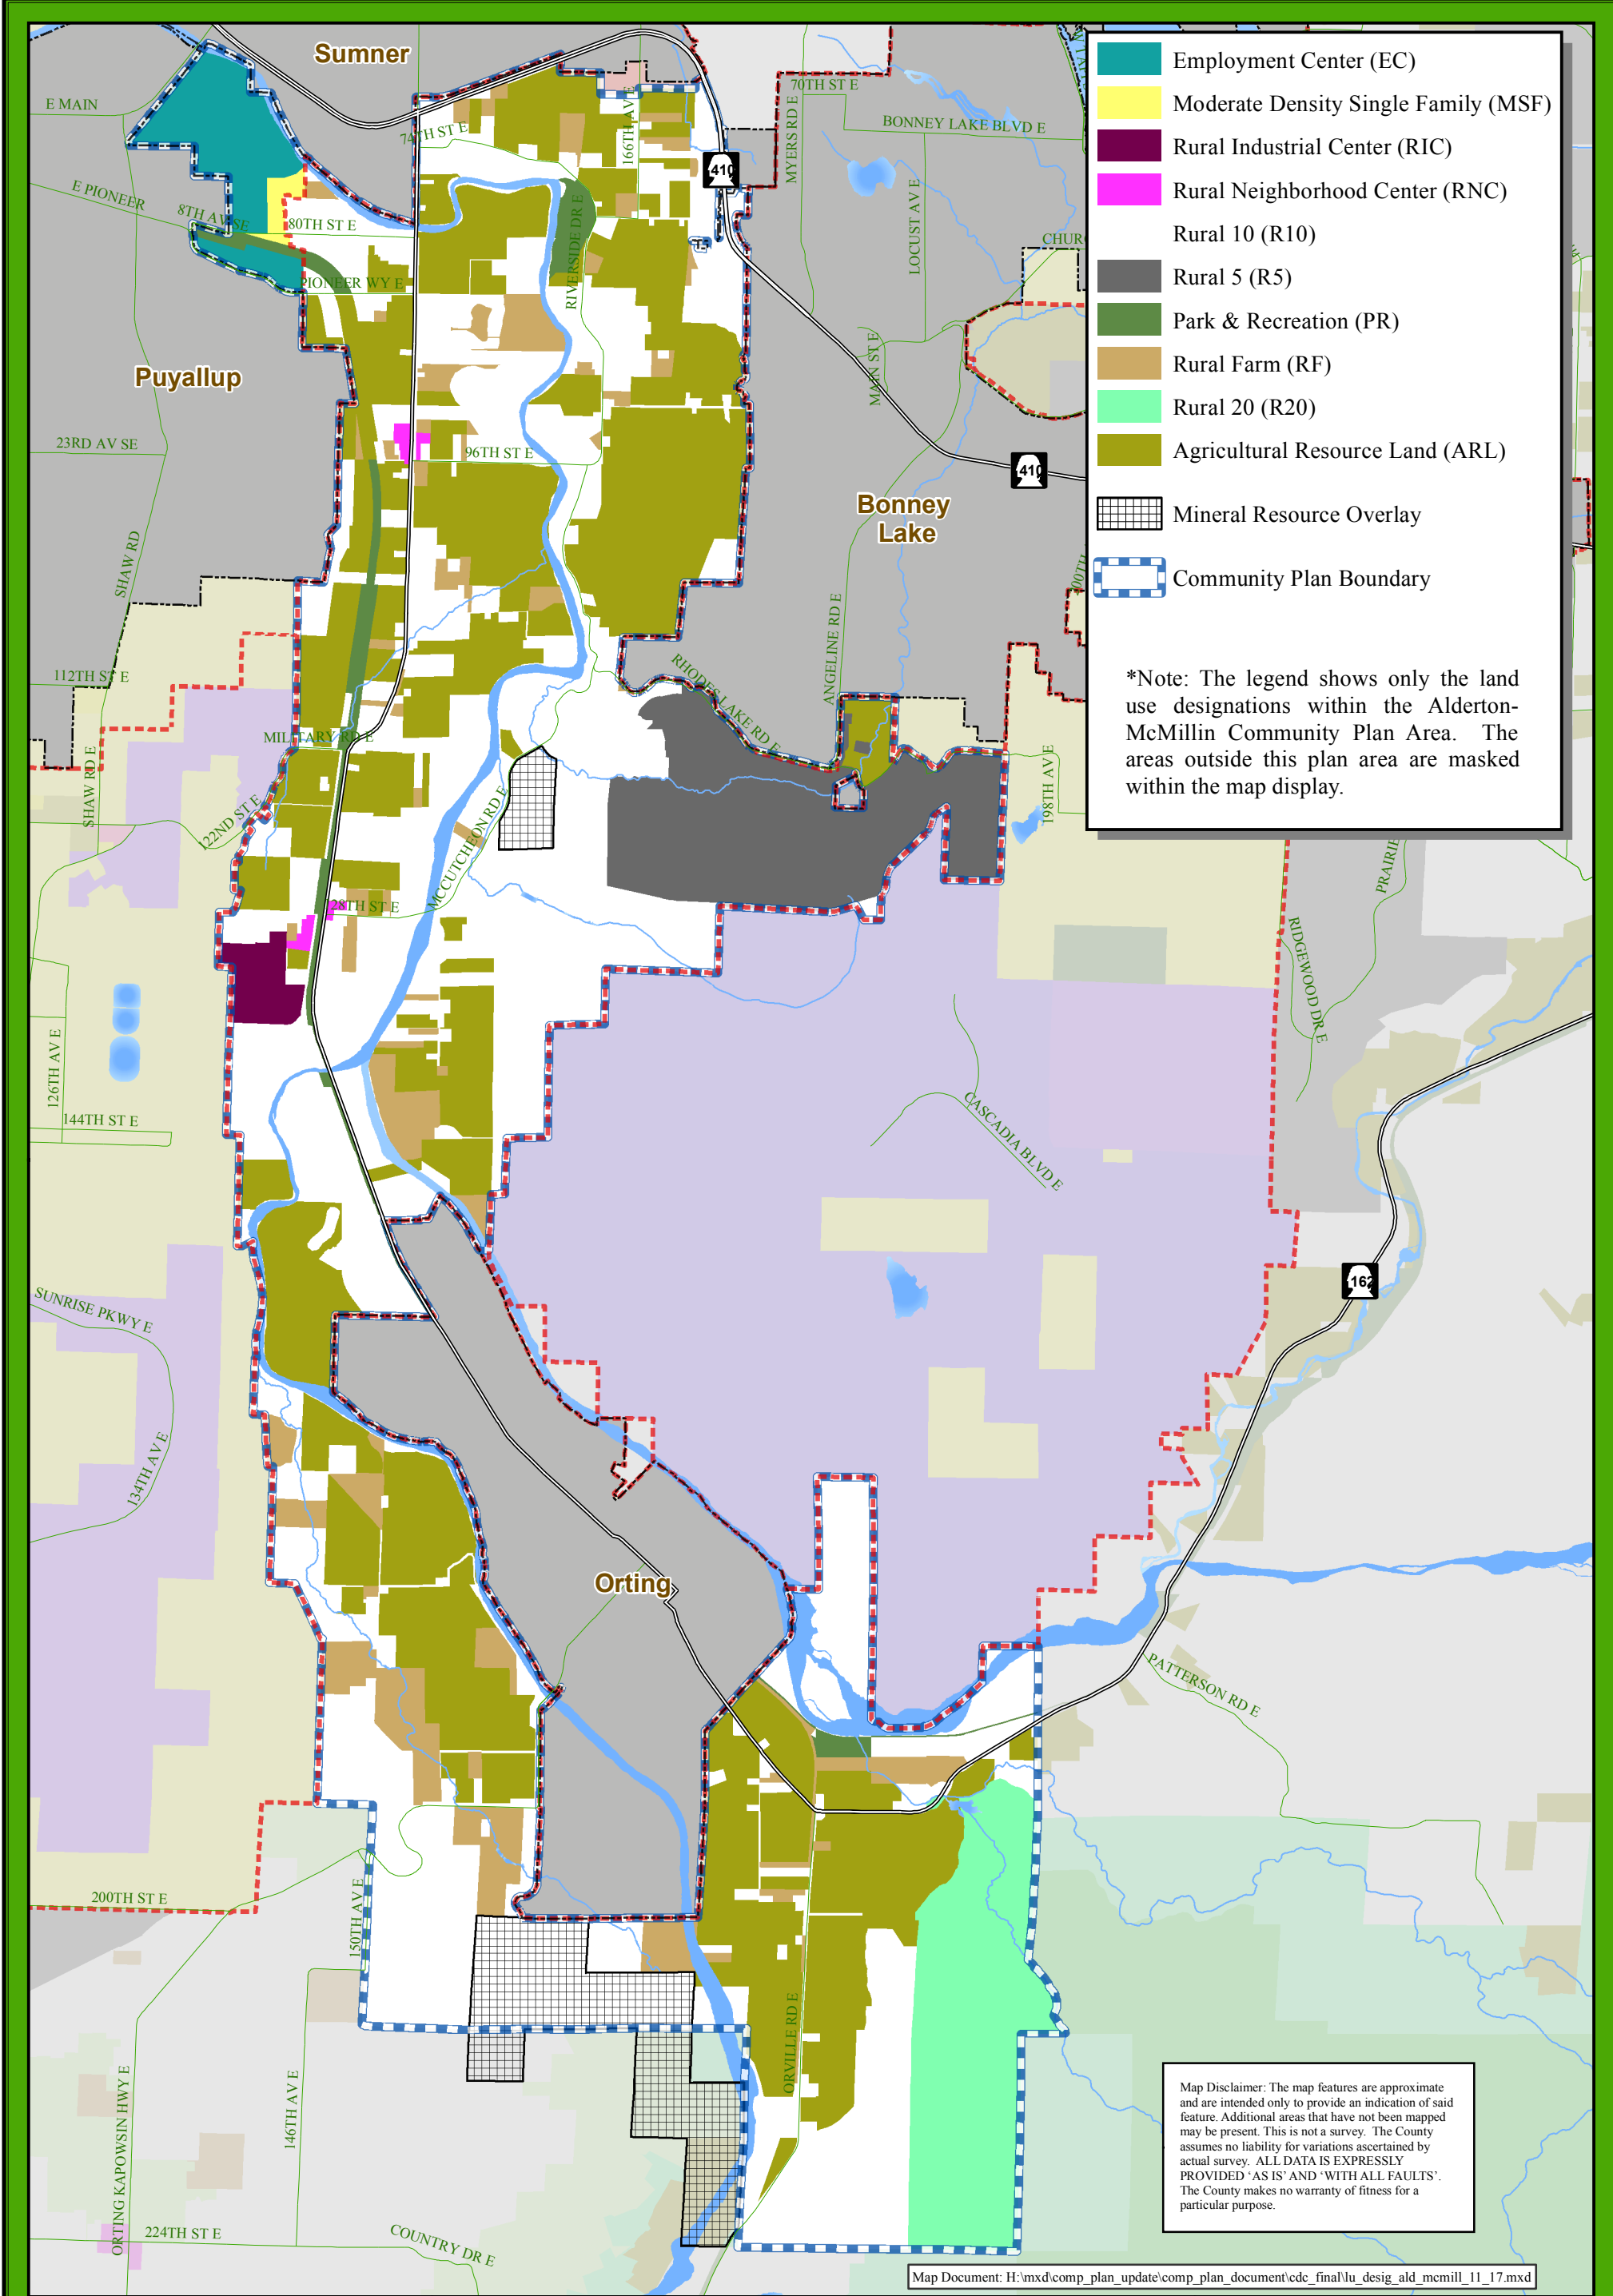 Sumner
E MAIN
74TH ST E
166TH AVE
410
70TH ST E
MYERS RD E
BONNEY LAKE BLVD E
LOCUST AVE E
E PIONEER
8TH AV SE
80TH ST E
PIONEER WY E
RIVERSIDE DR E
Puyallup
MAIN ST E
23RD AV SE
96TH ST E
410
Bonney
Lake
SHAW RD
ANGELINE RD E
112TH ST E
RHODES LAKE RD E
MILITARY RD E
SHAW RD E
122ND ST E
198TH AVE E
MCCUTCHEON RD E
128TH ST E
PRAIRIE
RIDGEWOOD DR E
126TH AV E
144TH ST E
CASCADIA BLVD E
162
SUNRISE PKWY E
134TH AV E
Orting
PATTERSON RD E
200TH ST E
150TH AV E
ORVILLE RD E
146TH AV E
ORTING KAPOWSIN HWY E
224TH ST E
COUNTRY DR E
Employment Center (EC)
Moderate Density Single Family (MSF)
Rural Industrial Center (RIC)
Rural Neighborhood Center (RNC)
Rural 10 (R10)
Rural 5 (R5)
Park & Recreation (PR)
Rural Farm (RF)
Rural 20 (R20)
Agricultural Resource Land (ARL)
Mineral Resource Overlay
Community Plan Boundary
*Note: The legend shows only the land
use designations within the Alderton-
McMillin Community Plan Area. The
areas outside this plan area are masked
within the map display.
Map Disclaimer: The map features are approximate
and are intended only to provide an indication of said
feature. Additional areas that have not been mapped
may be present. This is not a survey. The County
assumes no liability for variations ascertained by
actual survey. ALL DATA IS EXPRESSLY
PROVIDED ‘AS IS’ AND ‘WITH ALL FAULTS’.
The County makes no warranty of fitness for a
particular purpose.
Map Document: H:\mxd\comp_plan_update\comp_plan_document\cdc_final\lu_desig_ald_mcmill_11_17.mxd